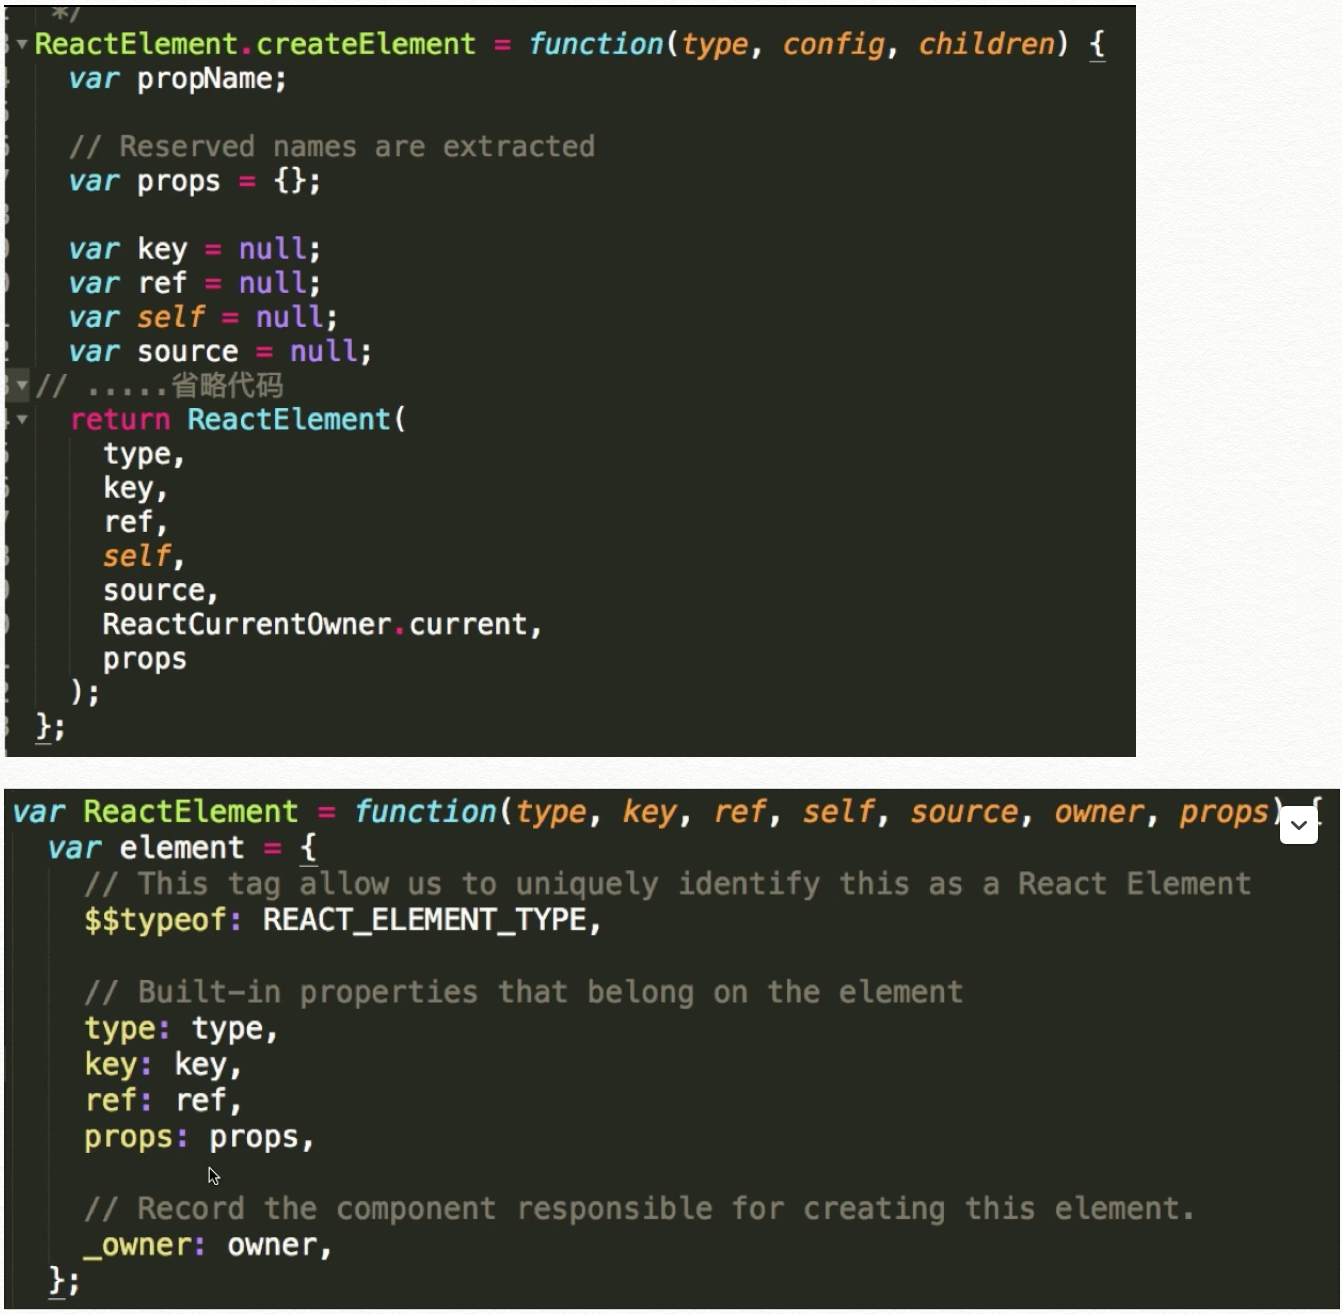 */
ReactElement.createElement = function(type, config, children) {
var propName;
// Reserved names are extracted
var props = {};
var key = null;
var ref = null;
var self = null;
var source = null;
// .....省略代码
return ReactElement(
type,
key,
ref,
self,
source,
ReactCurrentOwner.current,
props
);
};
var ReactElement = function(type, key, ref, self, source, owner, props) {
var element = {
// This tag allow us to uniquely identify this as a React Element
$$typeof: REACT_ELEMENT_TYPE,
// Built-in properties that belong on the element
type: type,
key: key,
ref: ref,
props: props,
// Record the component responsible for creating this element.
_owner: owner,
};